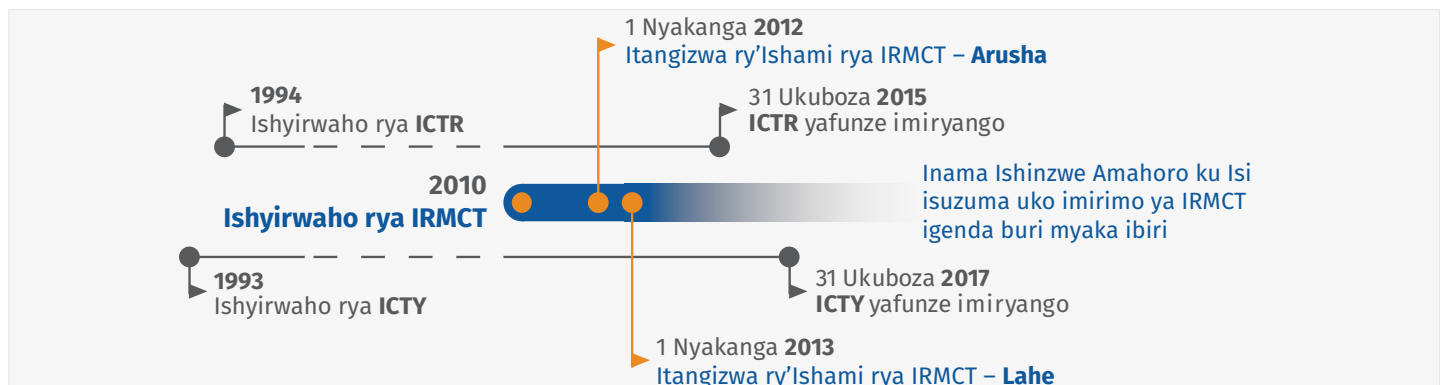 1 Nyakanga 2012
Itangizwa ry’Ishami rya IRMCT – Arusha
1994
Ishyirwaho rya ICTR
31 Ukuboza 2015
ICTR yafunze imiryango
2010
Ishyirwaho rya IRMCT
Inama Ishinzwe Amahoro ku Isi
isuzuma uko imirimo ya IRMCT
igenda buri myaka ibiri
1993
Ishyirwaho rya ICTY
31 Ukuboza 2017
ICTY yafunze imiryango
1 Nyakanga 2013
Itangizwa ry’Ishami rya IRMCT – Lahe